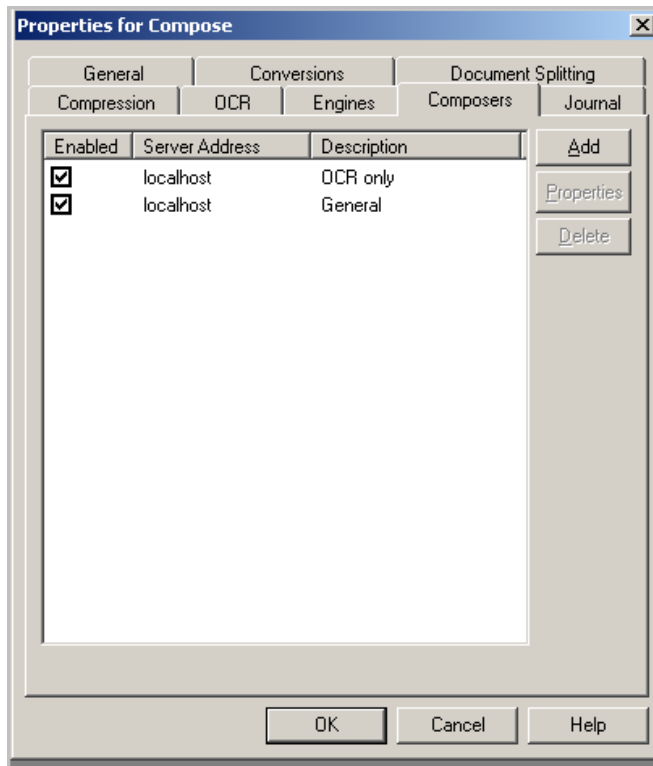 Properties for Compose
General Conversions Document Splitting
Compression OCR Engines Composers Journal
Enabled Server Address Description Add
localhost OCR only Properties
localhost General
Delete
OK Cancel Help